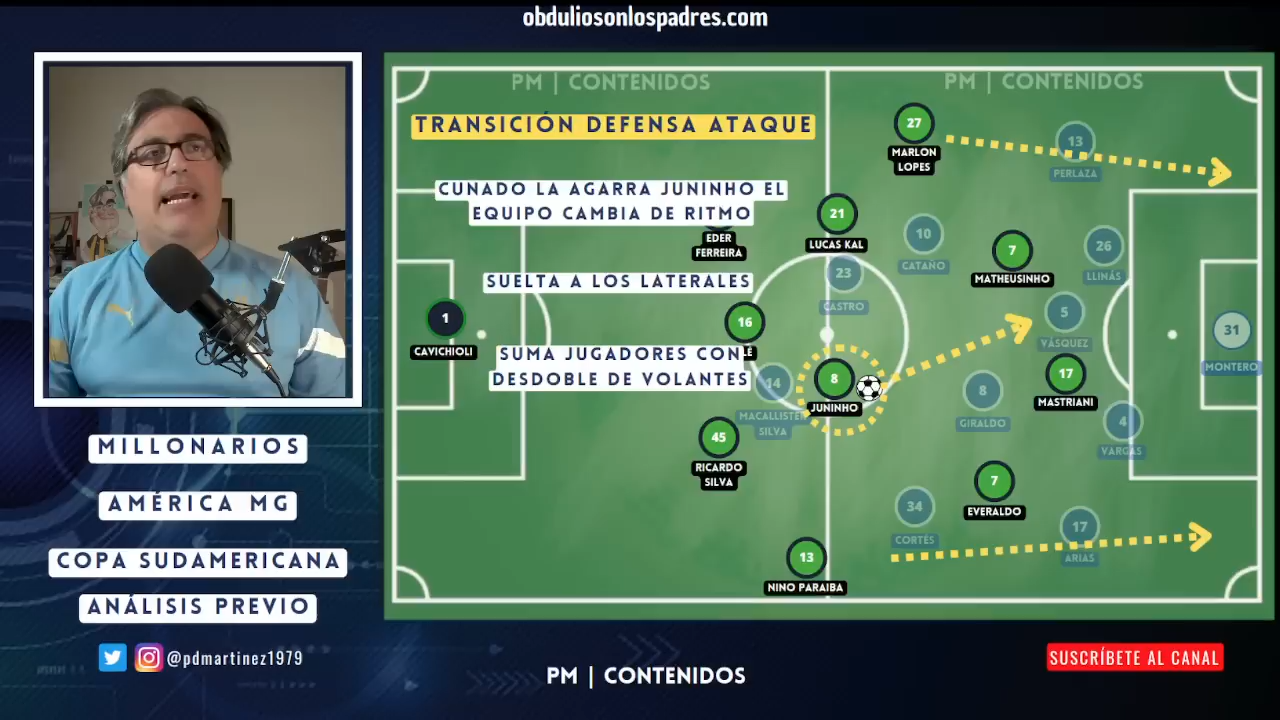 obduliosonlospadres.com
PM | CONTENIDOS
PM | CONTENIDOS
TRANSICIÓN DEFENSA ATAQUE
CUNADO LA AGARRA JUNINHO EL
EQUIPO CAMBIA DE RITMO
SUELTA A LOS LATERALES
SUMA JUGADORES CON
DESDOBLE DE VOLANTES
27
MARLON
LOPES
13
PERLAZA
21
LUCAS KAL
EDER
FERREIRA
10
CATAÑO
7
MATHEUSINHO
26
LLINÁS
23
CASTRO
1
CAVICHIOLI
16
5
VÁSQUEZ
31
MONTERO
14
MACALLISTER
SILVA
8
JUNINHO
8
GIRALDO
17
MASTRIANI
4
VARGAS
45
RICARDO
SILVA
7
EVERALDO
34
CORTÉS
17
ARIAS
13
NINO PARAIBA
MILLONARIOS
AMÉRICA MG
COPA SUDAMERICANA
ANÁLISIS PREVIO
@pdmartinez1979
PM | CONTENIDOS
SUSCRÍBETE AL CANAL